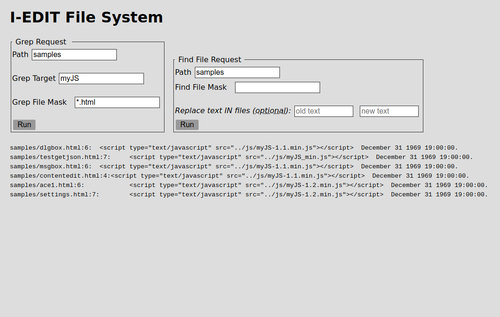 I-EDIT File System
Grep Request
Path samples
Grep Target myJS
Grep File Mask *.html
Run
Find File Request
Path samples
Find File Mask
Replace text IN files (optional): old text new text
Run
samples/dlgbox.html:6: <script type="text/javascript" src="../js/myJS-1.1.min.js"></script> December 31 1969 19:00:00.
samples/testgetjson.html:7: <script type="text/javascript" src="../js/myJS_min.js"></script> December 31 1969 19:00:00.
samples/msgbox.html:6: <script type="text/javascript" src="../js/myJS-1.1.min.js"></script> December 31 1969 19:00:00.
samples/contentedit.html:4:<script type="text/javascript" src="../js/myJS-1.1.min.js"></script> December 31 1969 19:00:00.
samples/ace1.html:6: <script type="text/javascript" src="../js/myJS-1.2.min.js"></script> December 31 1969 19:00:00.
samples/settings.html:7: <script type="text/javascript" src="../js/myJS-1.2.min.js"></script> December 31 1969 19:00:00.